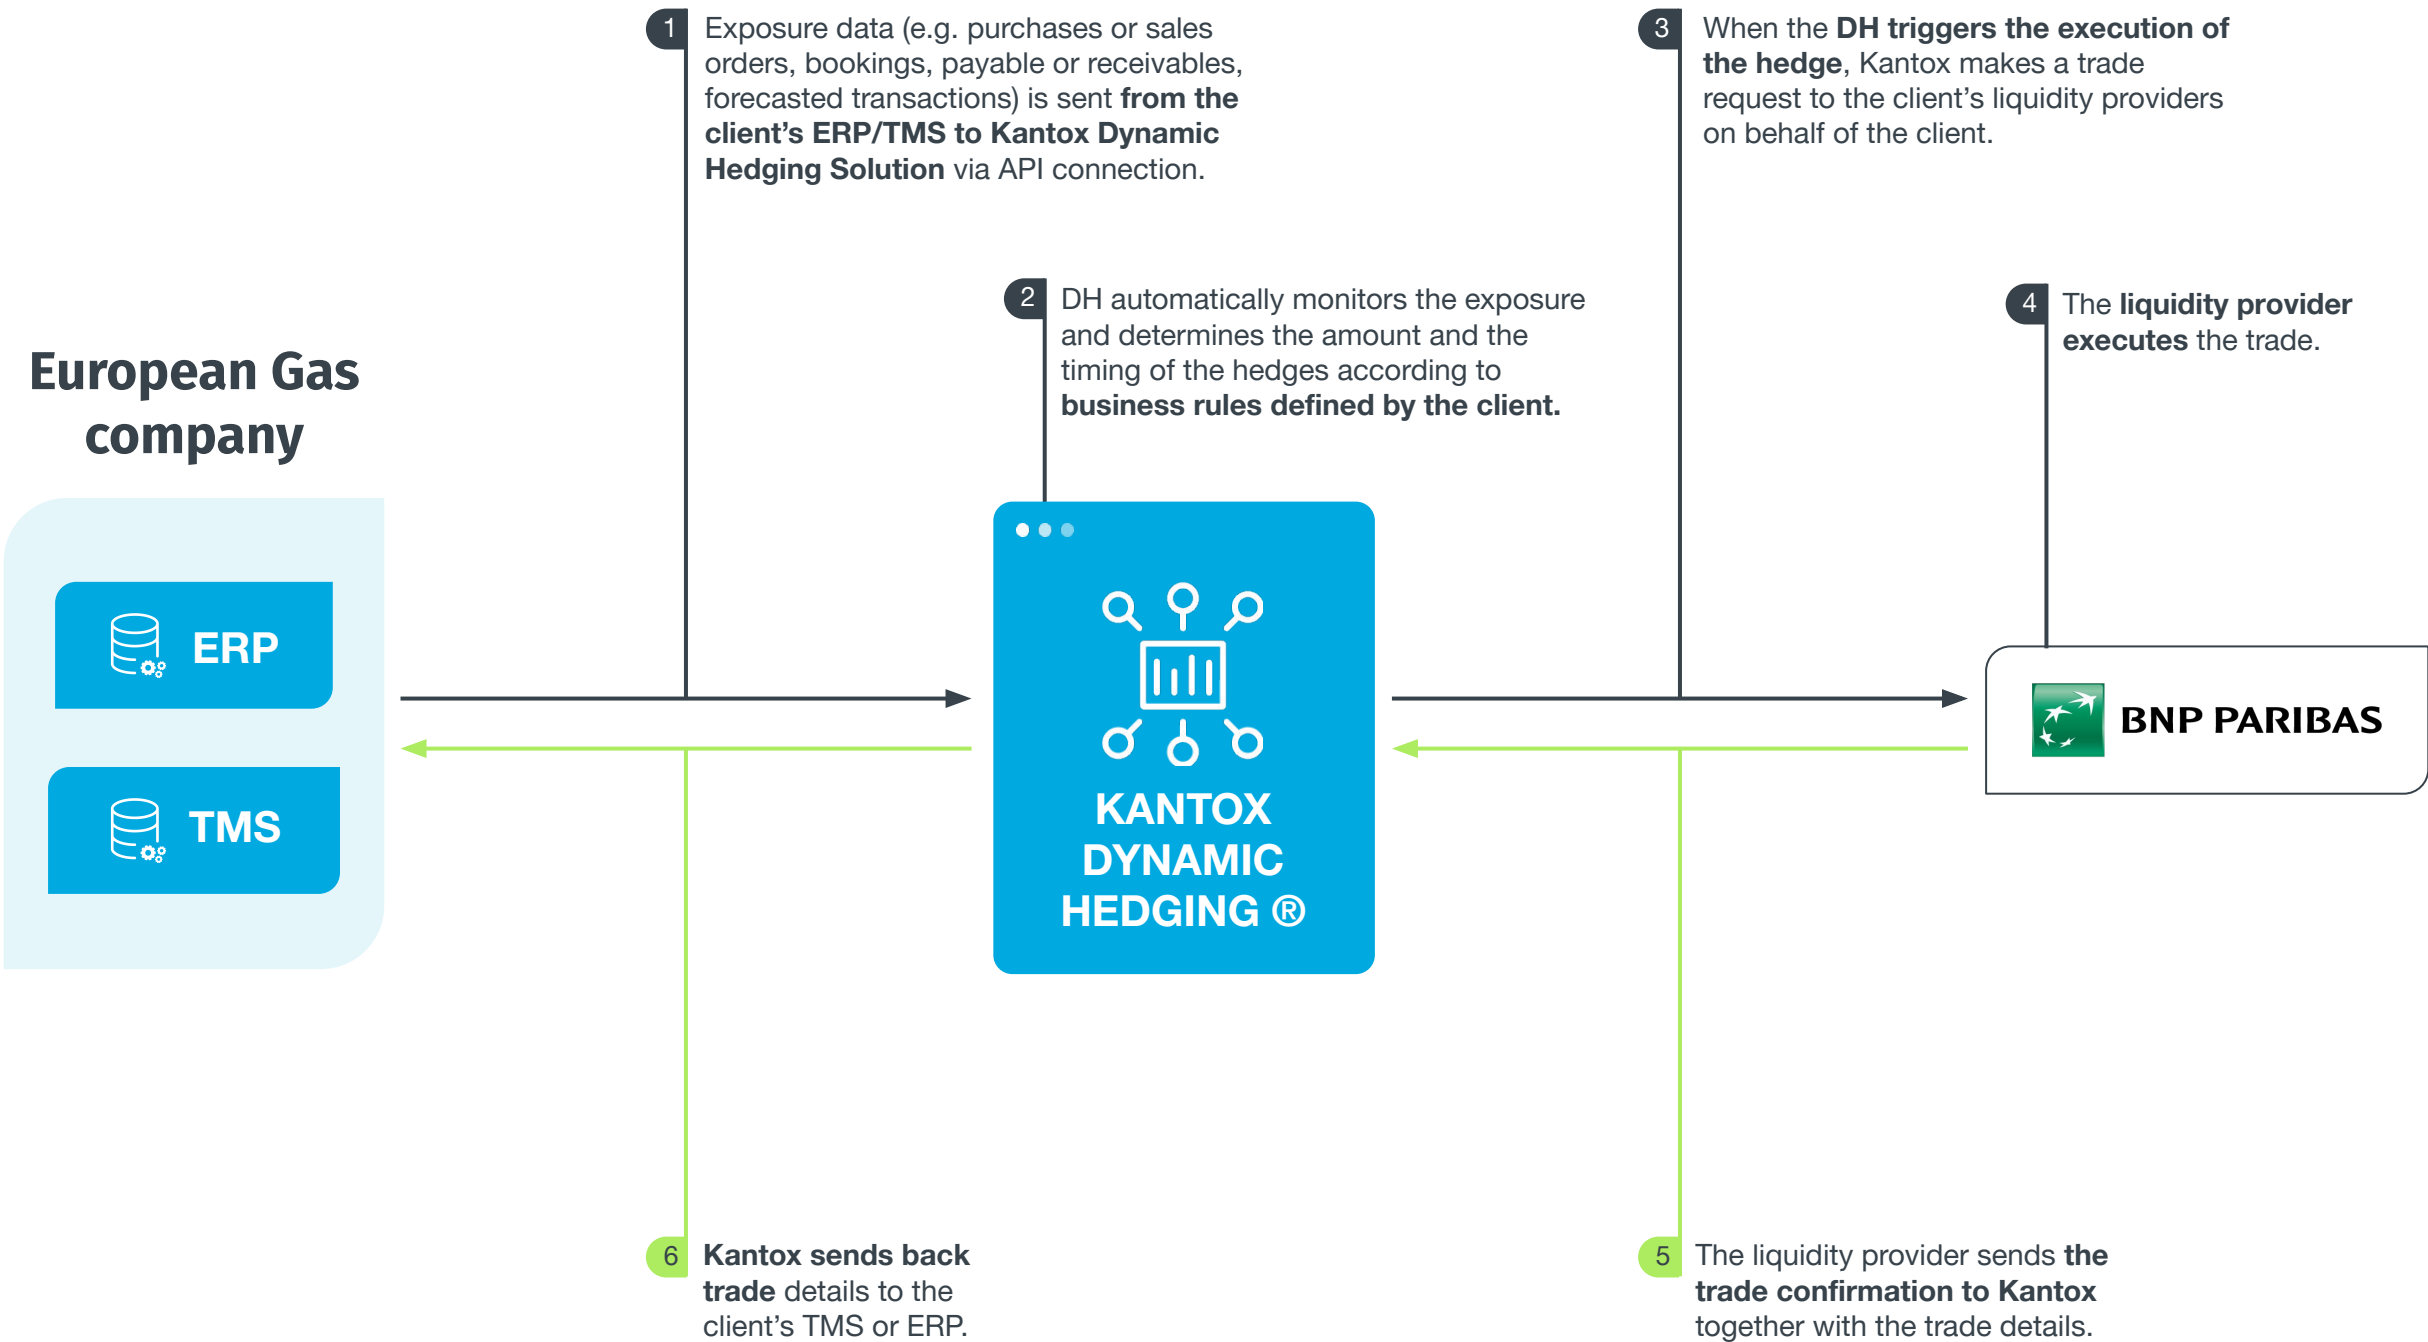 1
Exposure data (e.g. purchases or sales
orders, bookings, payable or receivables,
forecasted transactions) is sent from the
client's ERP/TMS to Kantox Dynamic
Hedging Solution via API connection.
3
When the DH triggers the execution of
the hedge, Kantox makes a trade
request to the client's liquidity providers
on behalf of the client.
2
DH automatically monitors the exposure
and determines the amount and the
timing of the hedges according to
business rules defined by the client.
4
The liquidity provider
executes the trade.
European Gas
company
ERP
TMS
KANTOX
DYNAMIC
HEDGING ®
BNP PARIBAS
6
Kantox sends back
trade details to the
client's TMS or ERP.
5
The liquidity provider sends the
trade confirmation to Kantox
together with the trade details.